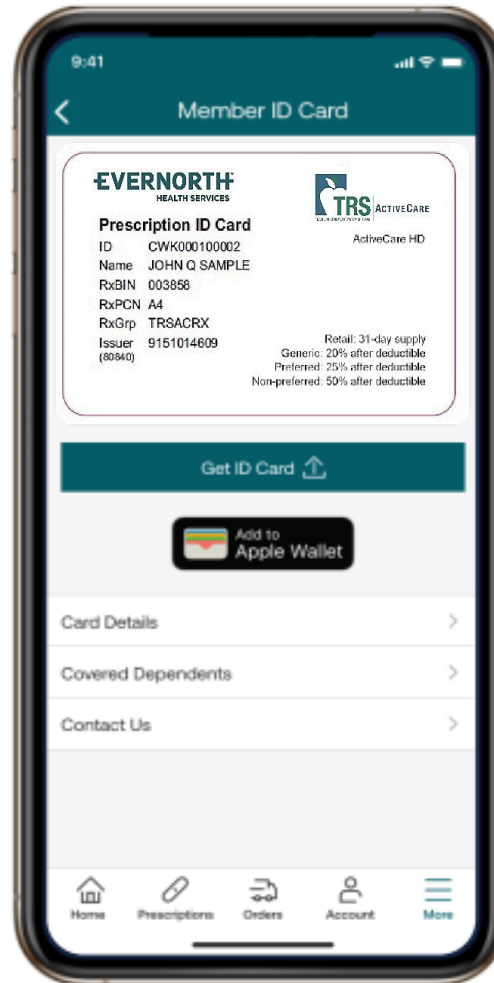 9:41
Member ID Card
EVERNORTH
HEALTH SERVICES
TRS ACTIVECARE
Prescription ID Card
ActiveCare HD
ID CWK000100002
Name JOHN Q SAMPLE
RxBIN 003858
RxPCN A4
RxGrp TRSACRX
Issuer 9151014609
(80840)
Retail: 31-day supply
Generic: 20% after deductible
Preferred: 25% after deductible
Non-preferred: 50% after deductible
Get ID Card
Add to
Apple Wallet
Card Details
Covered Dependents
Contact Us
Home Prescriptions Orders Account More